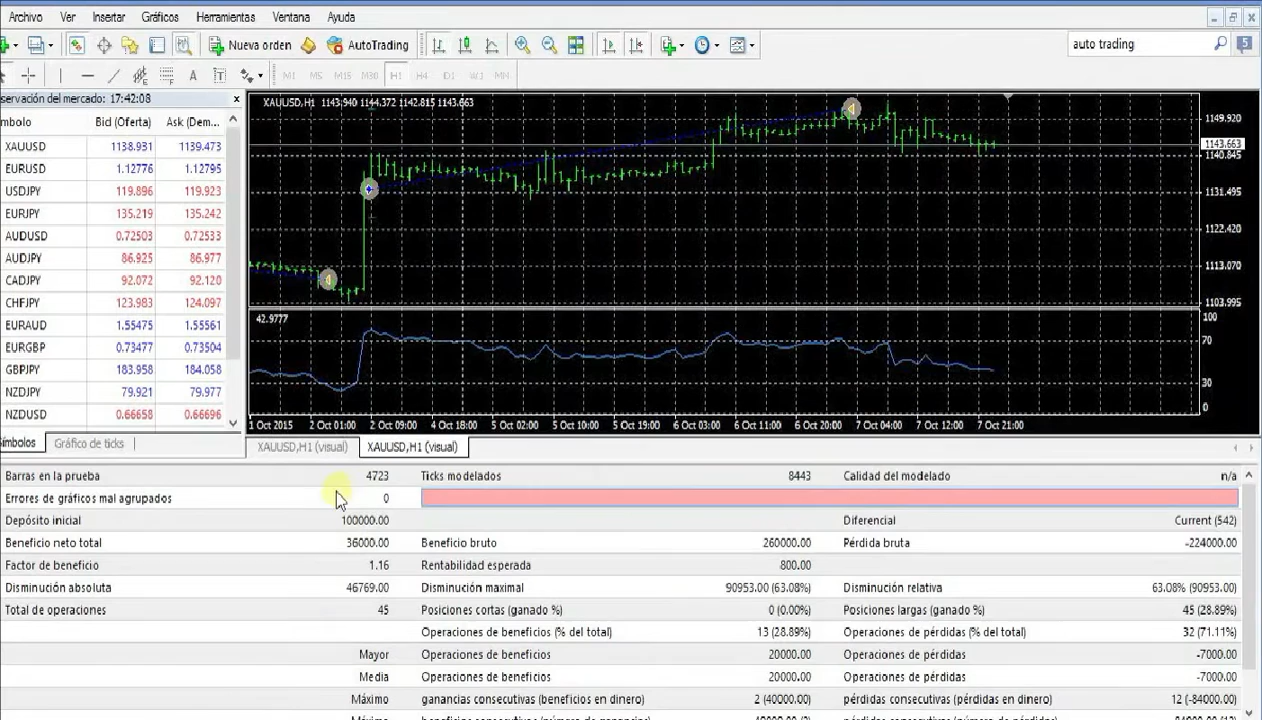 Archivo Ver Insertar Gráficos Herramientas Ventana Ayuda
Nueva orden AutoTrading auto trading 5
A T M1 M5 M15 M30 H1 H4 D1 W1 MN
servación del mercado: 17:42:08
mbolo Bid (Oferta) Ask (Dem...
XAUUSD 1138.931 1139.473
EURUSD 1.12776 1.12795
USDJPY 119.896 119.923
EURJPY 135.219 135.242
AUDUSD 0.72503 0.72533
AUDJPY 86.925 86.977
CADJPY 92.072 92.120
CHFJPY 123.983 124.097
EURAUD 1.55475 1.55561
EURGBP 0.73477 0.73504
GBPJPY 183.958 184.058
NZDJPY 79.921 79.977
NZDUSD 0.66658 0.66696
ímbolos Gráfico de ticks
XAUUSD,H1 1143.940 1144.372 1142.815 1143.663
1149.920
1143.663
1140.845
1131.495
1122.420
1113.070
1103.995
42.9777
100
70
30
0
1 Oct 2015 2 Oct 01:00 2 Oct 09:00 4 Oct 18:00 5 Oct 02:00 5 Oct 10:00 5 Oct 19:00 6 Oct 03:00 6 Oct 11:00 6 Oct 20:00 7 Oct 04:00 7 Oct 12:00 7 Oct 21:00
XAUUSD,H1 (visual) XAUUSD,H1 (visual)
Barras en la prueba 4723 Ticks modelados 8443 Calidad del modelado n/a
Errores de gráficos mal agrupados 0
Depósito inicial 100000.00 Diferencial Current (542)
Beneficio neto total 36000.00 Beneficio bruto 260000.00 Pérdida bruta -224000.00
Factor de beneficio 1.16 Rentabilidad esperada 800.00
Disminución absoluta 46769.00 Disminución maximal 90953.00 (63.08%) Disminución relativa 63.08% (90953.00)
Total de operaciones 45 Posiciones cortas (ganado %) 0 (0.00%) Posiciones largas (ganado %) 45 (28.89%)
Operaciones de beneficios (% del total) 13 (28.89%) Operaciones de pérdidas (% del total) 32 (71.11%)
Mayor Operaciones de beneficios 20000.00 Operaciones de pérdidas -7000.00
Media Operaciones de beneficios 20000.00 Operaciones de pérdidas -7000.00
Máximo ganancias consecutivas (beneficios en dinero) 2 (40000.00) pérdidas consecutivas (pérdidas en dinero) 12 (-84000.00)